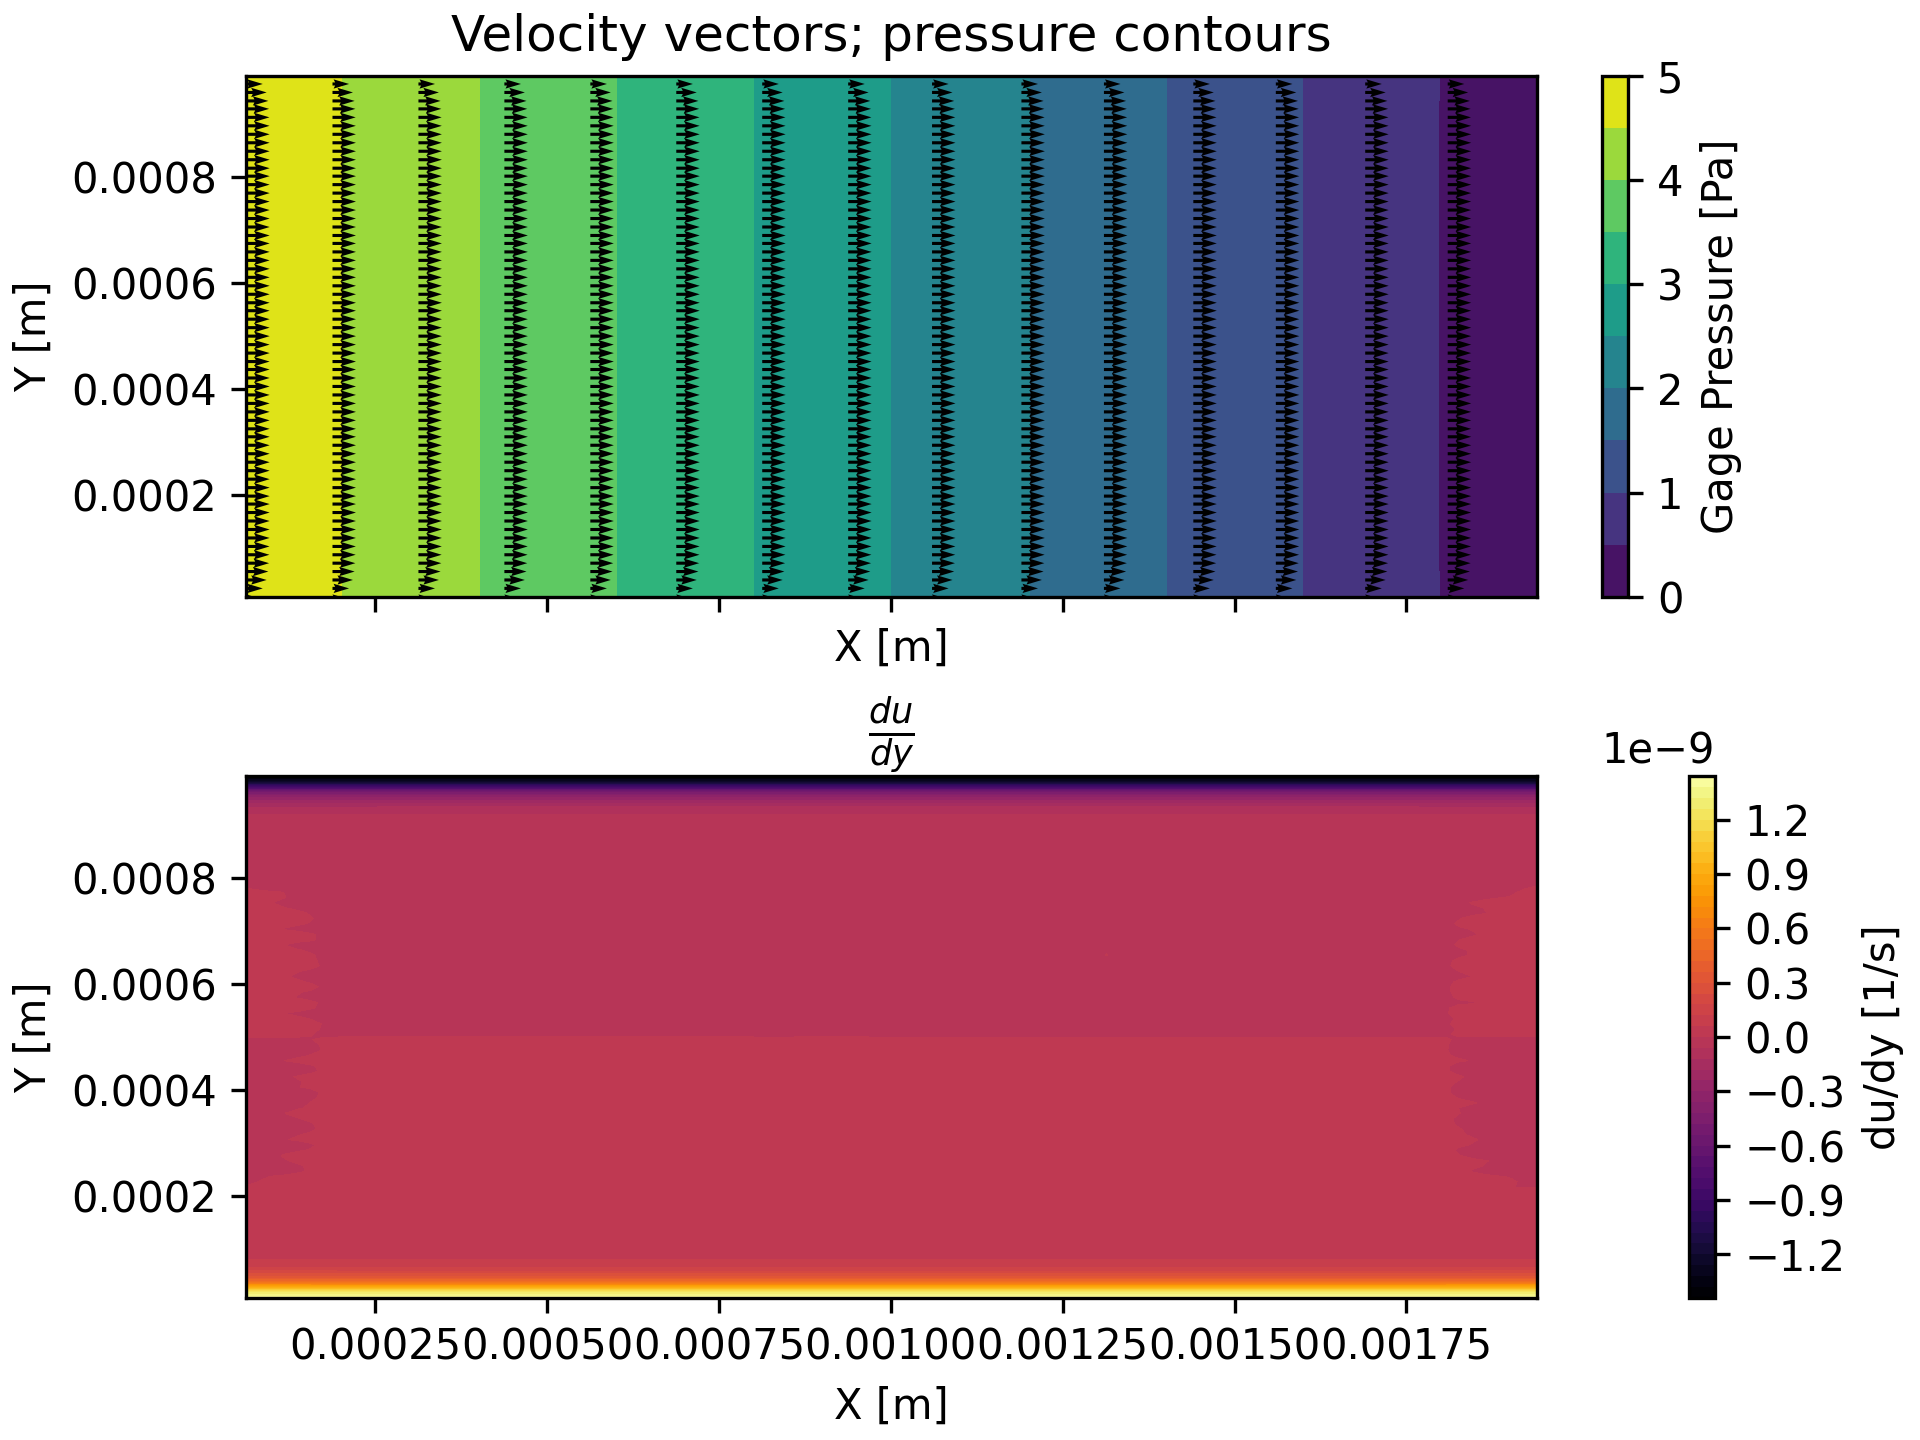 Velocity vectors; pressure contours
Y [m]
0.0008
0.0006
0.0004
0.0002
X [m]
5
4
3
2
1
0
Gage Pressure [Pa]
du
dy
Y [m]
0.0008
0.0006
0.0004
0.0002
0.000250.000500.000750.001000.001250.001500.00175
X [m]
1e−9
1.2
0.9
0.6
0.3
0.0
−0.3
−0.6
−0.9
−1.2
du/dy [1/s]